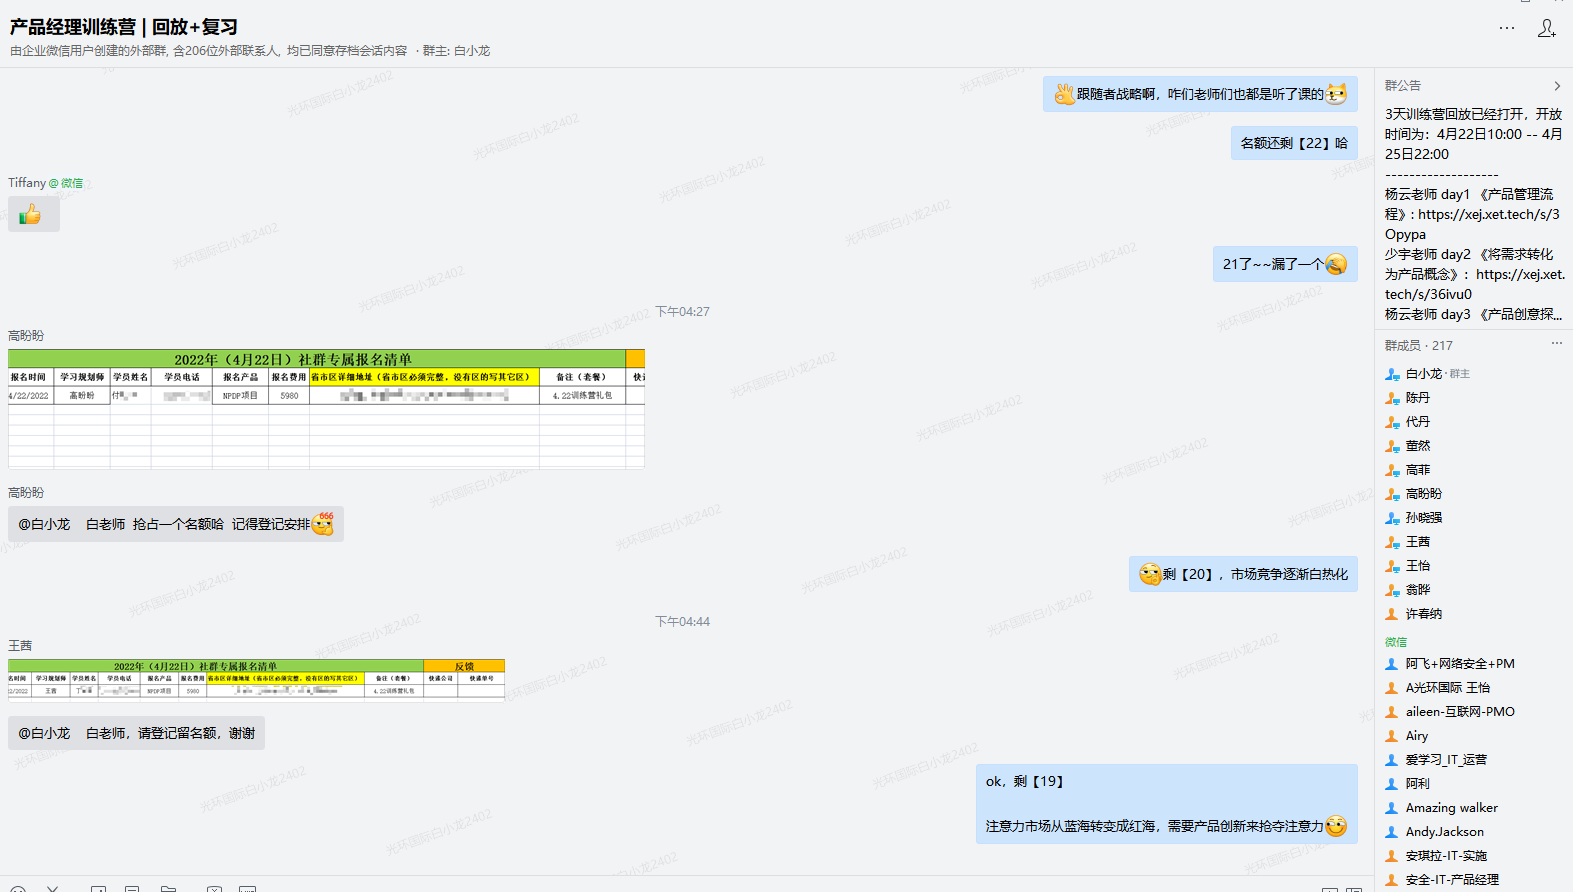 产品经理训练营 | 回放+复习
由企业微信用户创建的外部群, 含206位外部联系人, 均已同意存档会话内容 · 群主: 白小龙
跟随者战略啊，咋们老师们也都是听了课的
名额还剩【22】哈
Tiffany @微信
21了~~漏了一个
下午04:27
高盼盼
2022年（4月22日）社群专属报名清单
报名时间 学习规划师 学员姓名 学员电话 报名产品 报名费用 省市区详细地址（省市区必须完整，没有区的写其它区） 备注（套餐）
4/22/2022 高盼盼 付 NPDP项目 5980 4.22训练营礼包
高盼盼
@白小龙 白老师 抢占一个名额哈 记得登记安排
剩【20】，市场竞争逐渐白热化
下午04:44
王茜
2022年（4月22日）社群专属报名清单 反馈
名时间 学习规划师 学员姓名 学员电话 报名产品 报名费用 省市区详细地址（省市区必须完整，没有区的写其它区） 备注（套餐） 快递公司 快递单号
2/2022 王茜 NPDP项目 5980 4.22训练营礼包
@白小龙 白老师，请登记留名额，谢谢
ok，剩【19】
注意力市场从蓝海转变成红海，需要产品创新来抢夺注意力
群公告
3天训练营回放已经打开，开放
时间为：4月22日10:00 -- 4月
25日22:00
-------------------
杨云老师 day1 《产品管理流
程》: https://xej.xet.tech/s/3
Opypa
少宇老师 day2 《将需求转化
为产品概念》: https://xej.xet.
tech/s/36ivu0
杨云老师 day3 《产品创意探...
群成员 · 217
白小龙 · 群主
陈丹
代丹
董然
高菲
高盼盼
孙晓强
王茜
王怡
翁晔
许春纳
微信
阿飞+网络安全+PM
A光环国际 王怡
aileen-互联网-PMO
Airy
爱学习_IT_运营
阿利
Amazing walker
Andy.Jackson
安琪拉-IT-实施
安全-IT-产品经理
光环国际白小龙2402